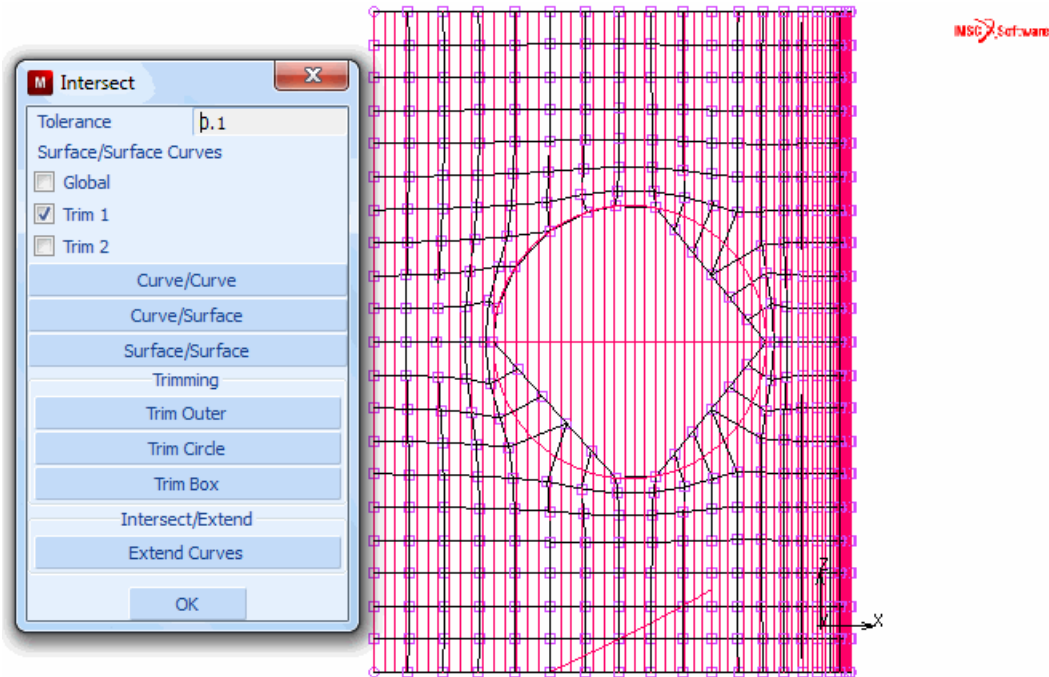 MSC Software
M Intersect
Tolerance 0.1
Surface/Surface Curves
Global
Trim 1
Trim 2
Curve/Curve
Curve/Surface
Surface/Surface
Trimming
Trim Outer
Trim Circle
Trim Box
Intersect/Extend
Extend Curves
OK
Z
X